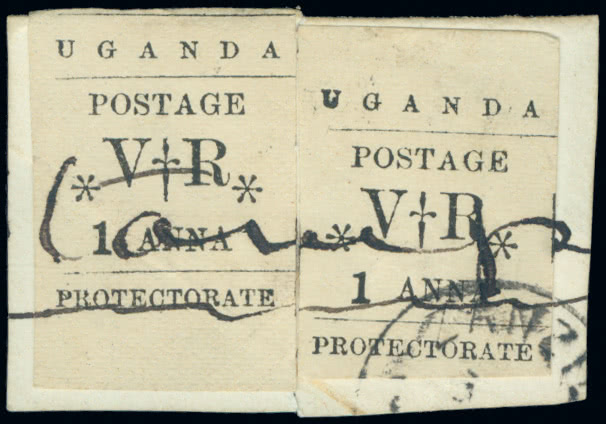 UGANDA
POSTAGE
V†R
* *
1 ANNA
PROTECTORATE
UGANDA
POSTAGE
V†R
* *
1 ANNA
PROTECTORATE